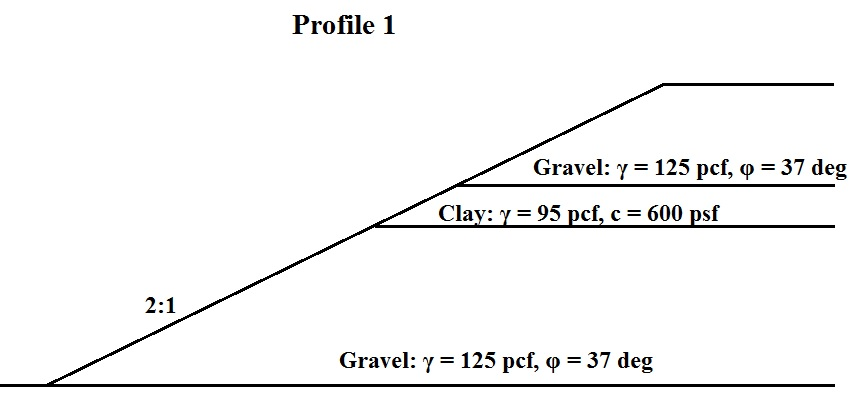 Profile 1
Gravel: γ = 125 pcf, φ = 37 deg
Clay: γ = 95 pcf, c = 600 psf
2:1
Gravel: γ = 125 pcf, φ = 37 deg